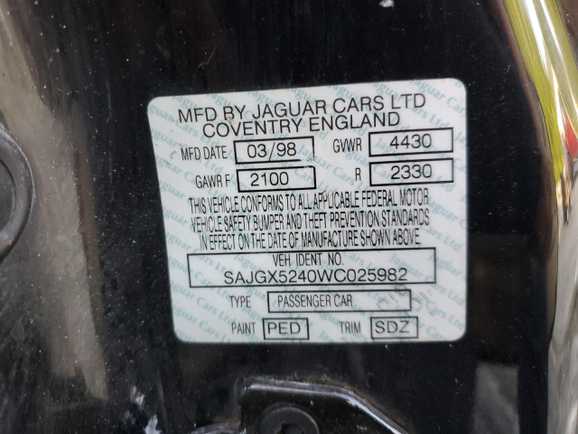 MFD BY JAGUAR CARS LTD
COVENTRY ENGLAND
MFD DATE 03/98 GVWR 4430
GAWR F 2100 R 2330
THIS VEHICLE CONFORMS TO ALL APPLICABLE FEDERAL MOTOR
VEHICLE SAFETY BUMPER AND THEFT PREVENTION STANDARDS
IN EFFECT ON THE DATE OF MANUFACTURE SHOWN ABOVE
VEH IDENT NO.
SAJGX5240WC025982
TYPE PASSENGER CAR
PAINT PED TRIM SDZ